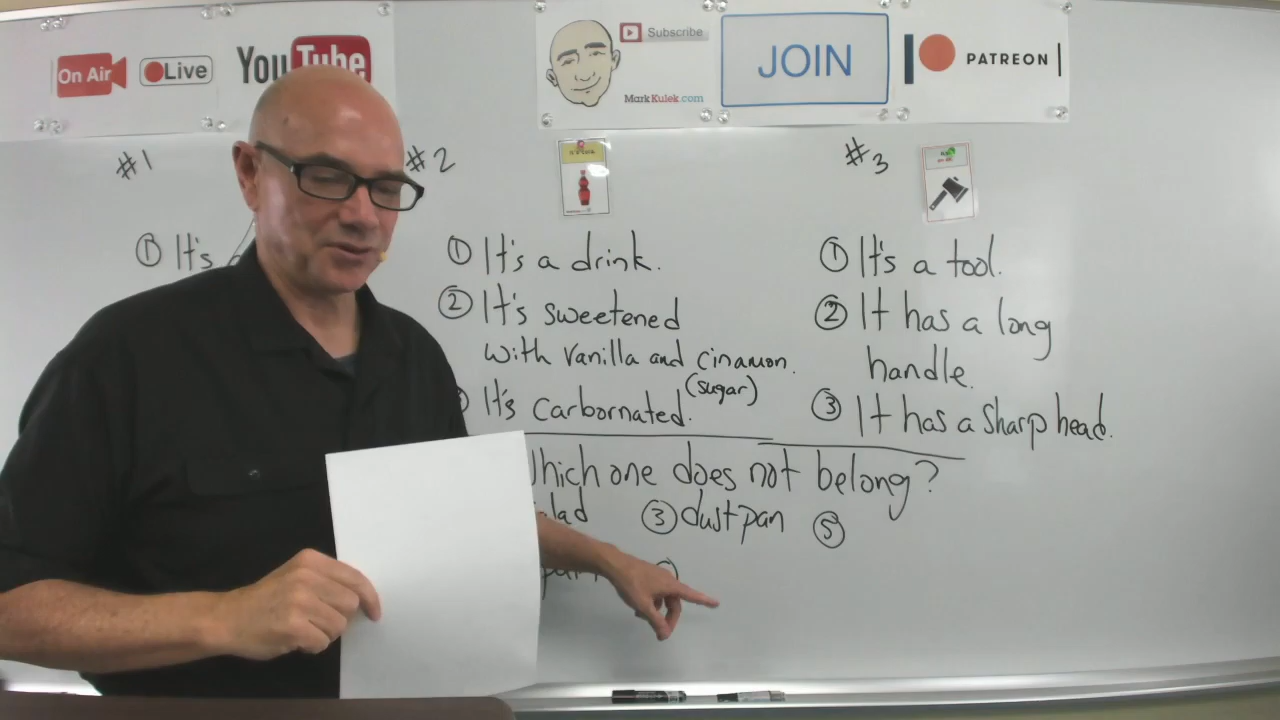 On Air
Live
YouTube
Subscribe
MarkKulek.com
JOIN
PATREON
#1
#2
#3
① It's
① It's a drink.
② It's sweetened
with vanilla and cinamon.
(sugar)
It's carbornated.
① It's a tool.
② It has a long
handle.
③ It has a sharp head.
Which one does not belong?
③ dustpan
⑤